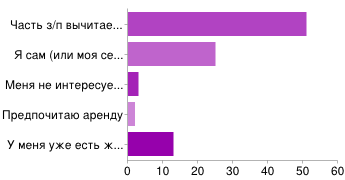 Часть з/п вычитае...
Я сам (или моя се...
Меня не интересуе...
Предпочитаю аренду
У меня уже есть ж...
0 10 20 30 40 50 60